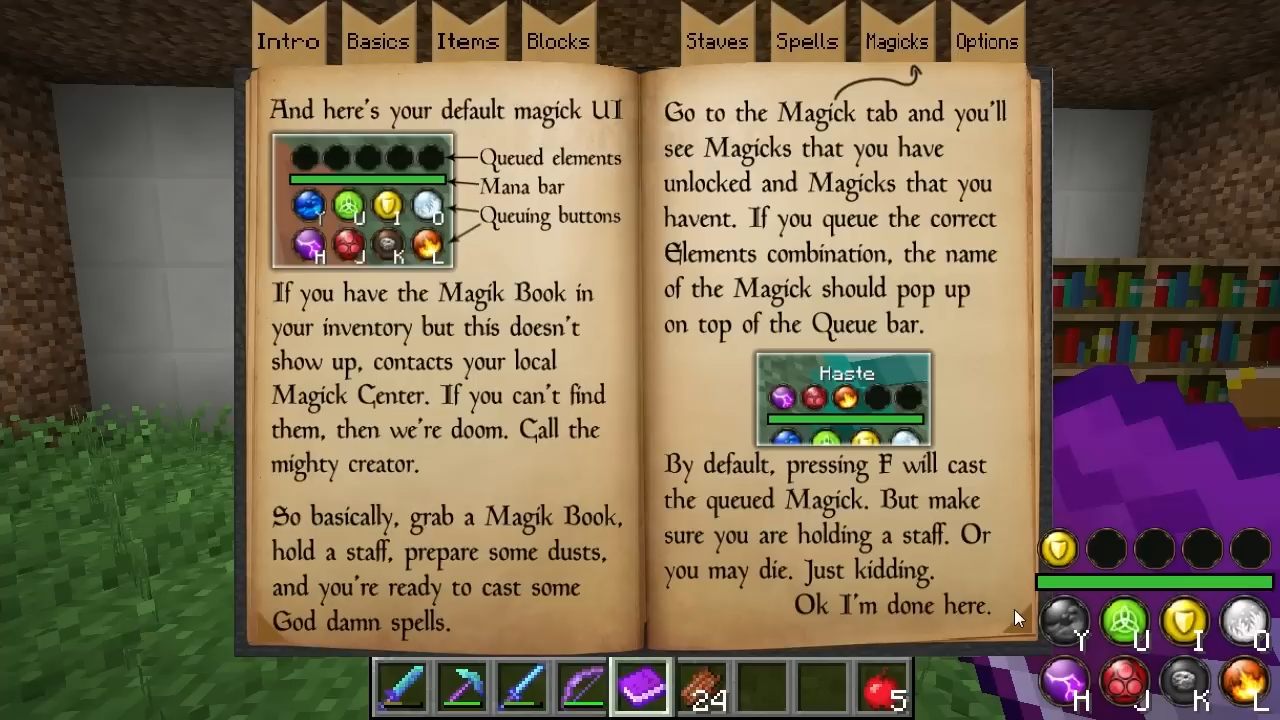 Intro Basics Items Blocks Staves Spells Magicks Options
And here's your default magick UI
Queued elements
Mana bar
Queuing buttons
Y U I O
H J K L
If you have the Magik Book in
your inventory but this doesn't
show up, contacts your local
Magick Center. If you can't find
them, then we're doom. Call the
mighty creator.
So basically, grab a Magik Book,
hold a staff, prepare some dusts,
and you're ready to cast some
God damn spells.
Go to the Magick tab and you'll
see Magicks that you have
unlocked and Magicks that you
havent. If you queue the correct
Elements combination, the name
of the Magick should pop up
on top of the Queue bar.
Haste
By default, pressing F will cast
the queued Magick. But make
sure you are holding a staff. Or
you may die. Just kidding.
Ok I'm done here.
Y U I O
H J K L
24 5